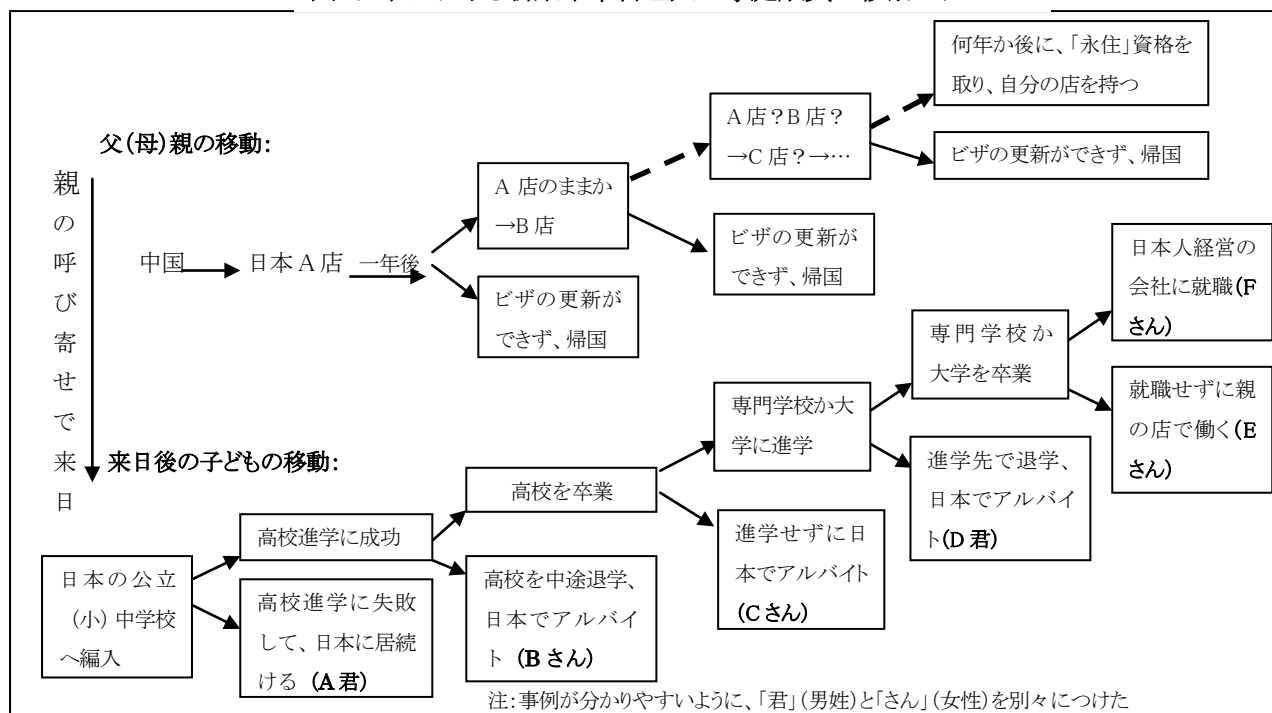 何年か後に、「永住」資格を
取り、自分の店を持つ
A店？B店？
→C店？→…
ビザの更新ができず、帰国
父(母)親の移動：
親の呼び寄せで来日
A 店のままか
→B店
ビザの更新が
できず、帰国
中国
日本A店
一年後
ビザの更新が
できず、帰国
日本人経営の
会社に就職(F
さん)
専門学校か
大学を卒業
就職せずに親
の店で働く(E
さん)
専門学校か大
学に進学
進学先で退学、
日本でアルバイ
ト(D君)
来日後の子どもの移動：
高校を卒業
進学せずに日
本でアルバイト
(Cさん)
高校進学に成功
高校を中途退学、
日本でアルバイ
ト (Bさん)
日本の公立
(小)中学校
へ編入
高校進学に失敗
して、日本に居続
ける (A君)
注：事例が分かりやすいように、「君」(男姓)と「さん」(女性)を別々につけた